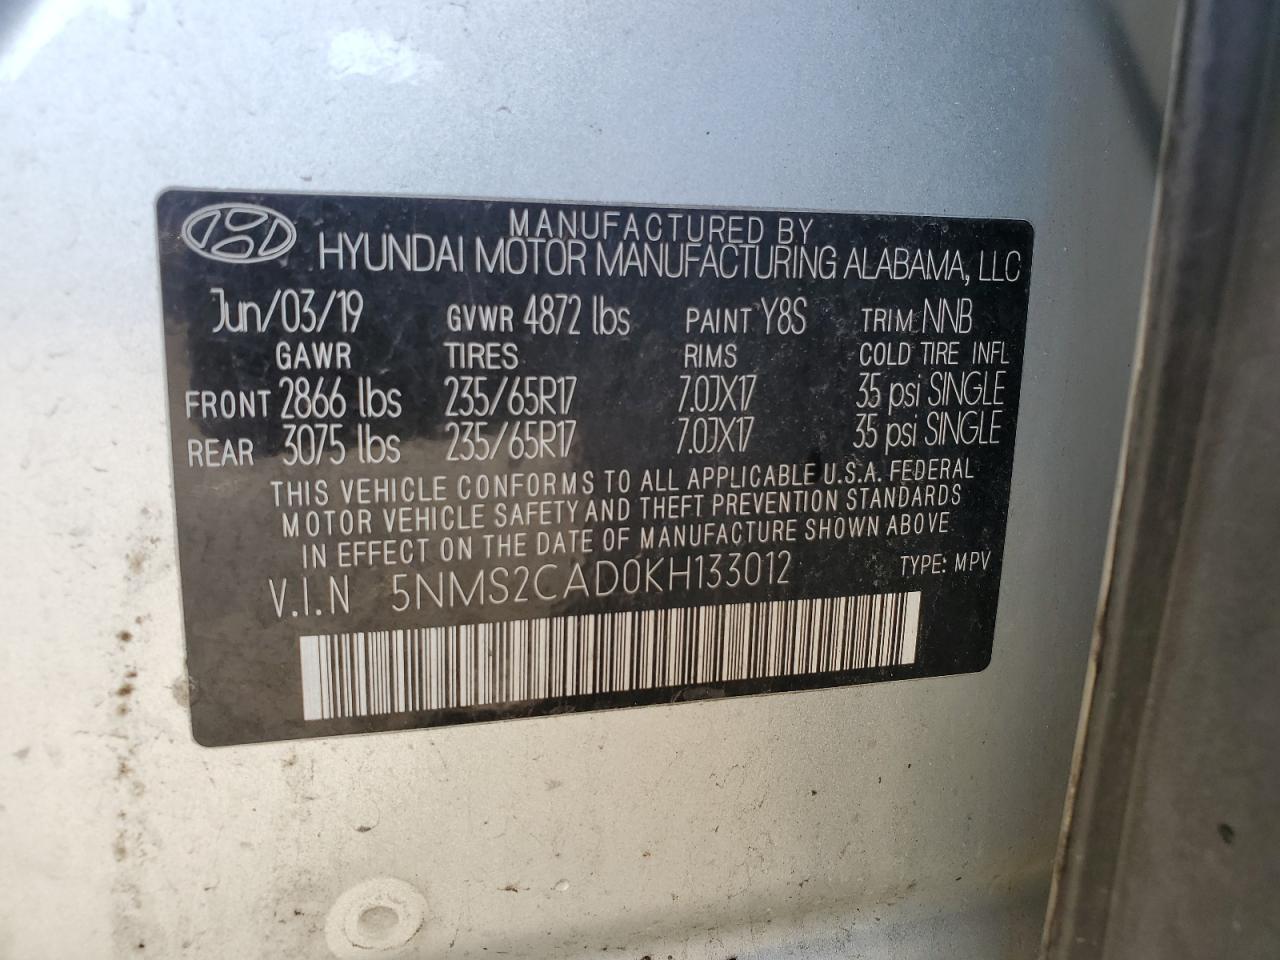 MANUFACTURED BY
HYUNDAI MOTOR MANUFACTURING ALABAMA, LLC
Jun/03/19 GVWR 4872 lbs PAINT Y8S TRIM NNB
GAWR TIRES RIMS COLD TIRE INFL
FRONT 2866 lbs 235/65R17 7.0JX17 35 psi SINGLE
REAR 3075 lbs 235/65R17 7.0JX17 35 psi SINGLE
THIS VEHICLE CONFORMS TO ALL APPLICABLE U.S.A. FEDERAL
MOTOR VEHICLE SAFETY AND THEFT PREVENTION STANDARDS
IN EFFECT ON THE DATE OF MANUFACTURE SHOWN ABOVE
V.I.N 5NMS2CAD0KH133012 TYPE: MPV